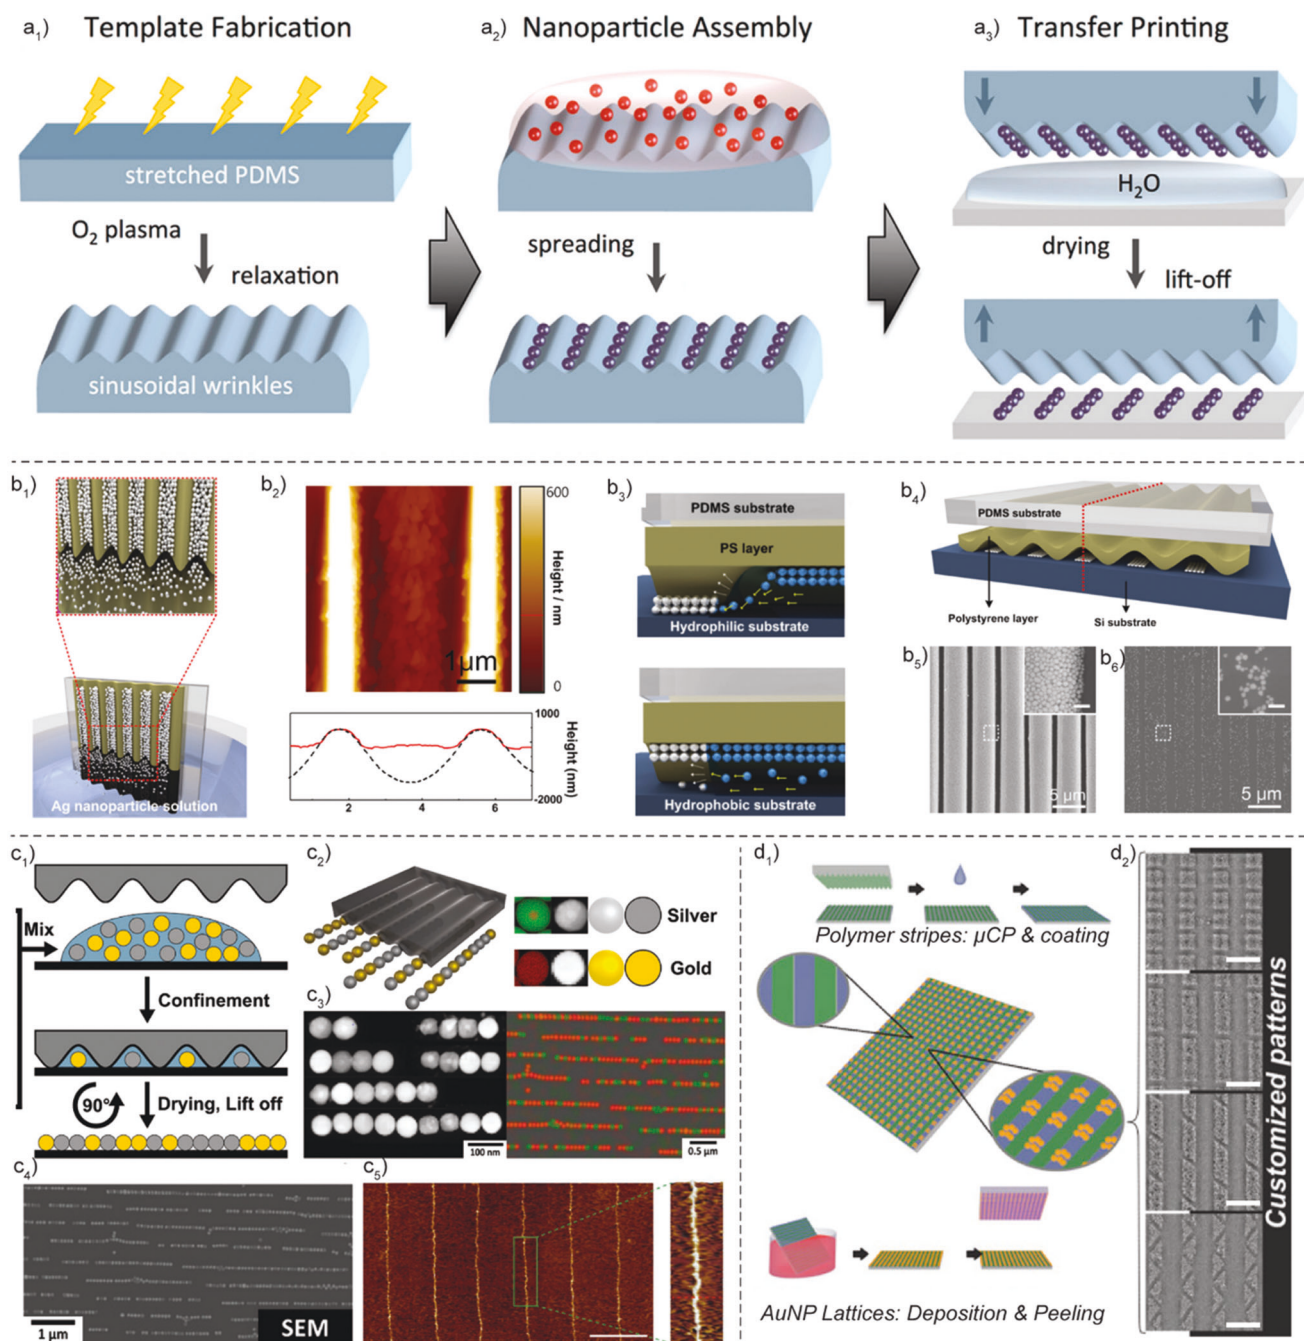 a₁) Template Fabrication
a₂) Nanoparticle Assembly
a₃) Transfer Printing
stretched PDMS
O₂ plasma
relaxation
sinusoidal wrinkles
spreading
H₂O
drying
lift-off
b₁)
Ag nanoparticle solution
b₂)
600
Height / nm
0
1μm
1000
Height (nm)
-2000
2
4
6
b₃)
PDMS substrate
PS layer
Hydrophilic substrate
Hydrophobic substrate
b₄)
PDMS substrate
Polystyrene layer
Si substrate
b₅)
5 μm
b₆)
5 μm
c₁)
Mix
Confinement
90°
Drying, Lift off
c₂)
Silver
Gold
c₃)
100 nm
0.5 μm
c₄)
1 μm
SEM
c₅)
d₁)
Polymer stripes: μCP & coating
AuNP Lattices: Deposition & Peeling
d₂)
Customized patterns